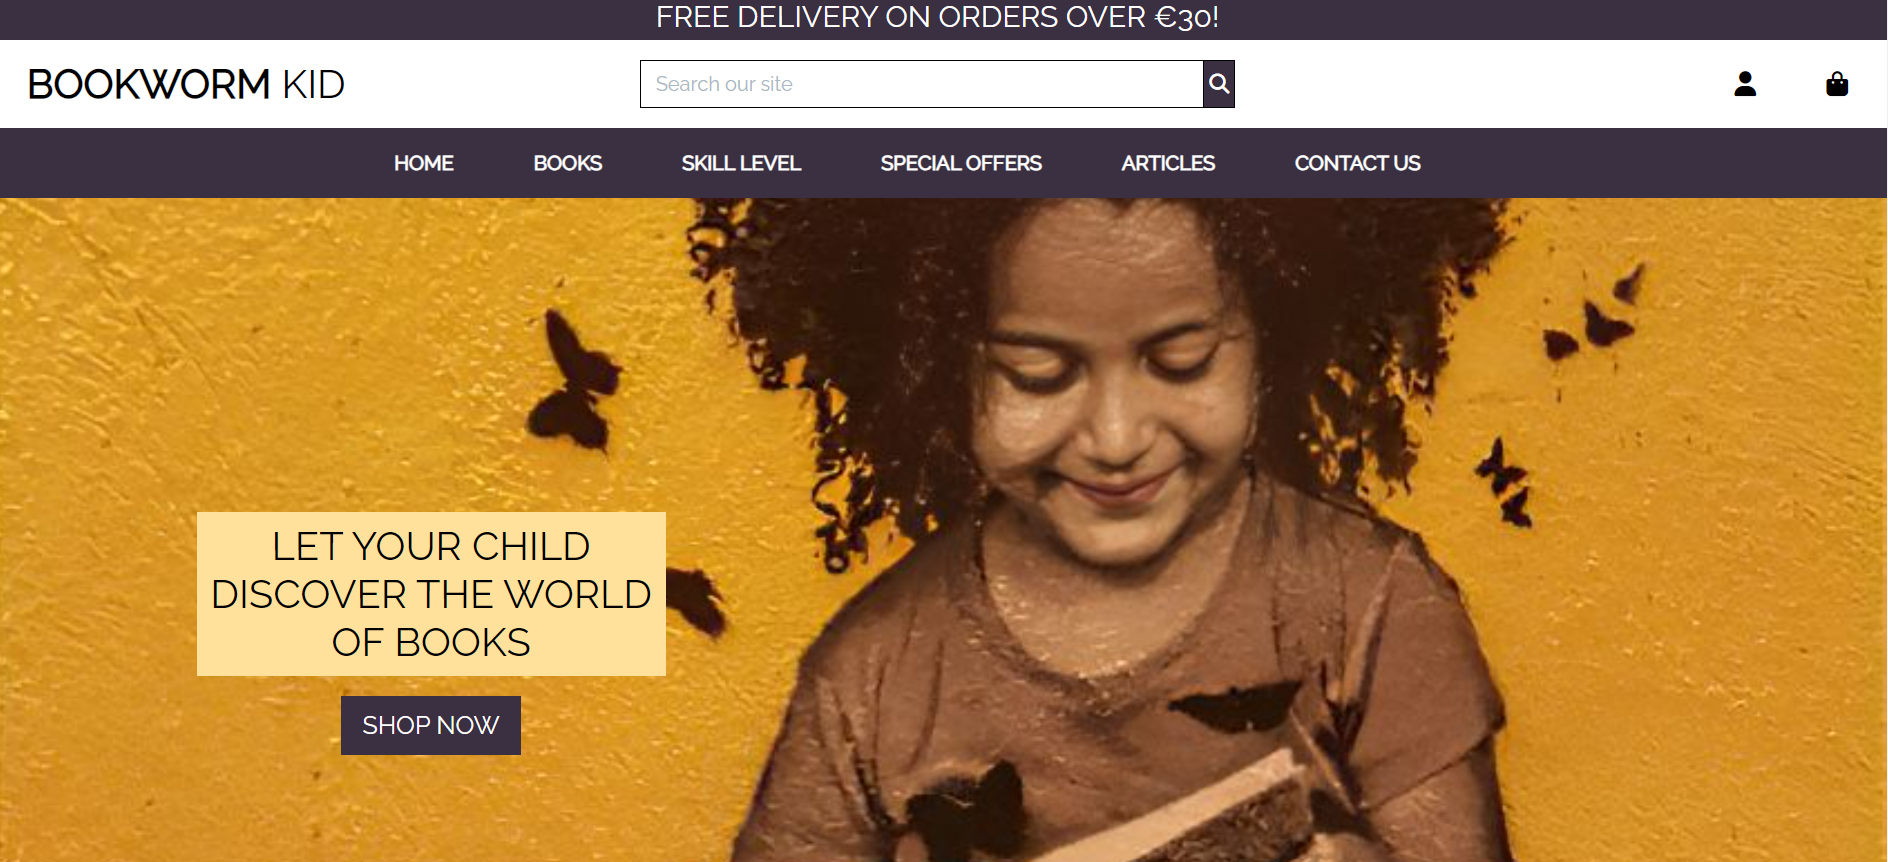 FREE DELIVERY ON ORDERS OVER €30!
BOOKWORM KID
Search our site
HOME
BOOKS
SKILL LEVEL
SPECIAL OFFERS
ARTICLES
CONTACT US
LET YOUR CHILD
DISCOVER THE WORLD
OF BOOKS
SHOP NOW